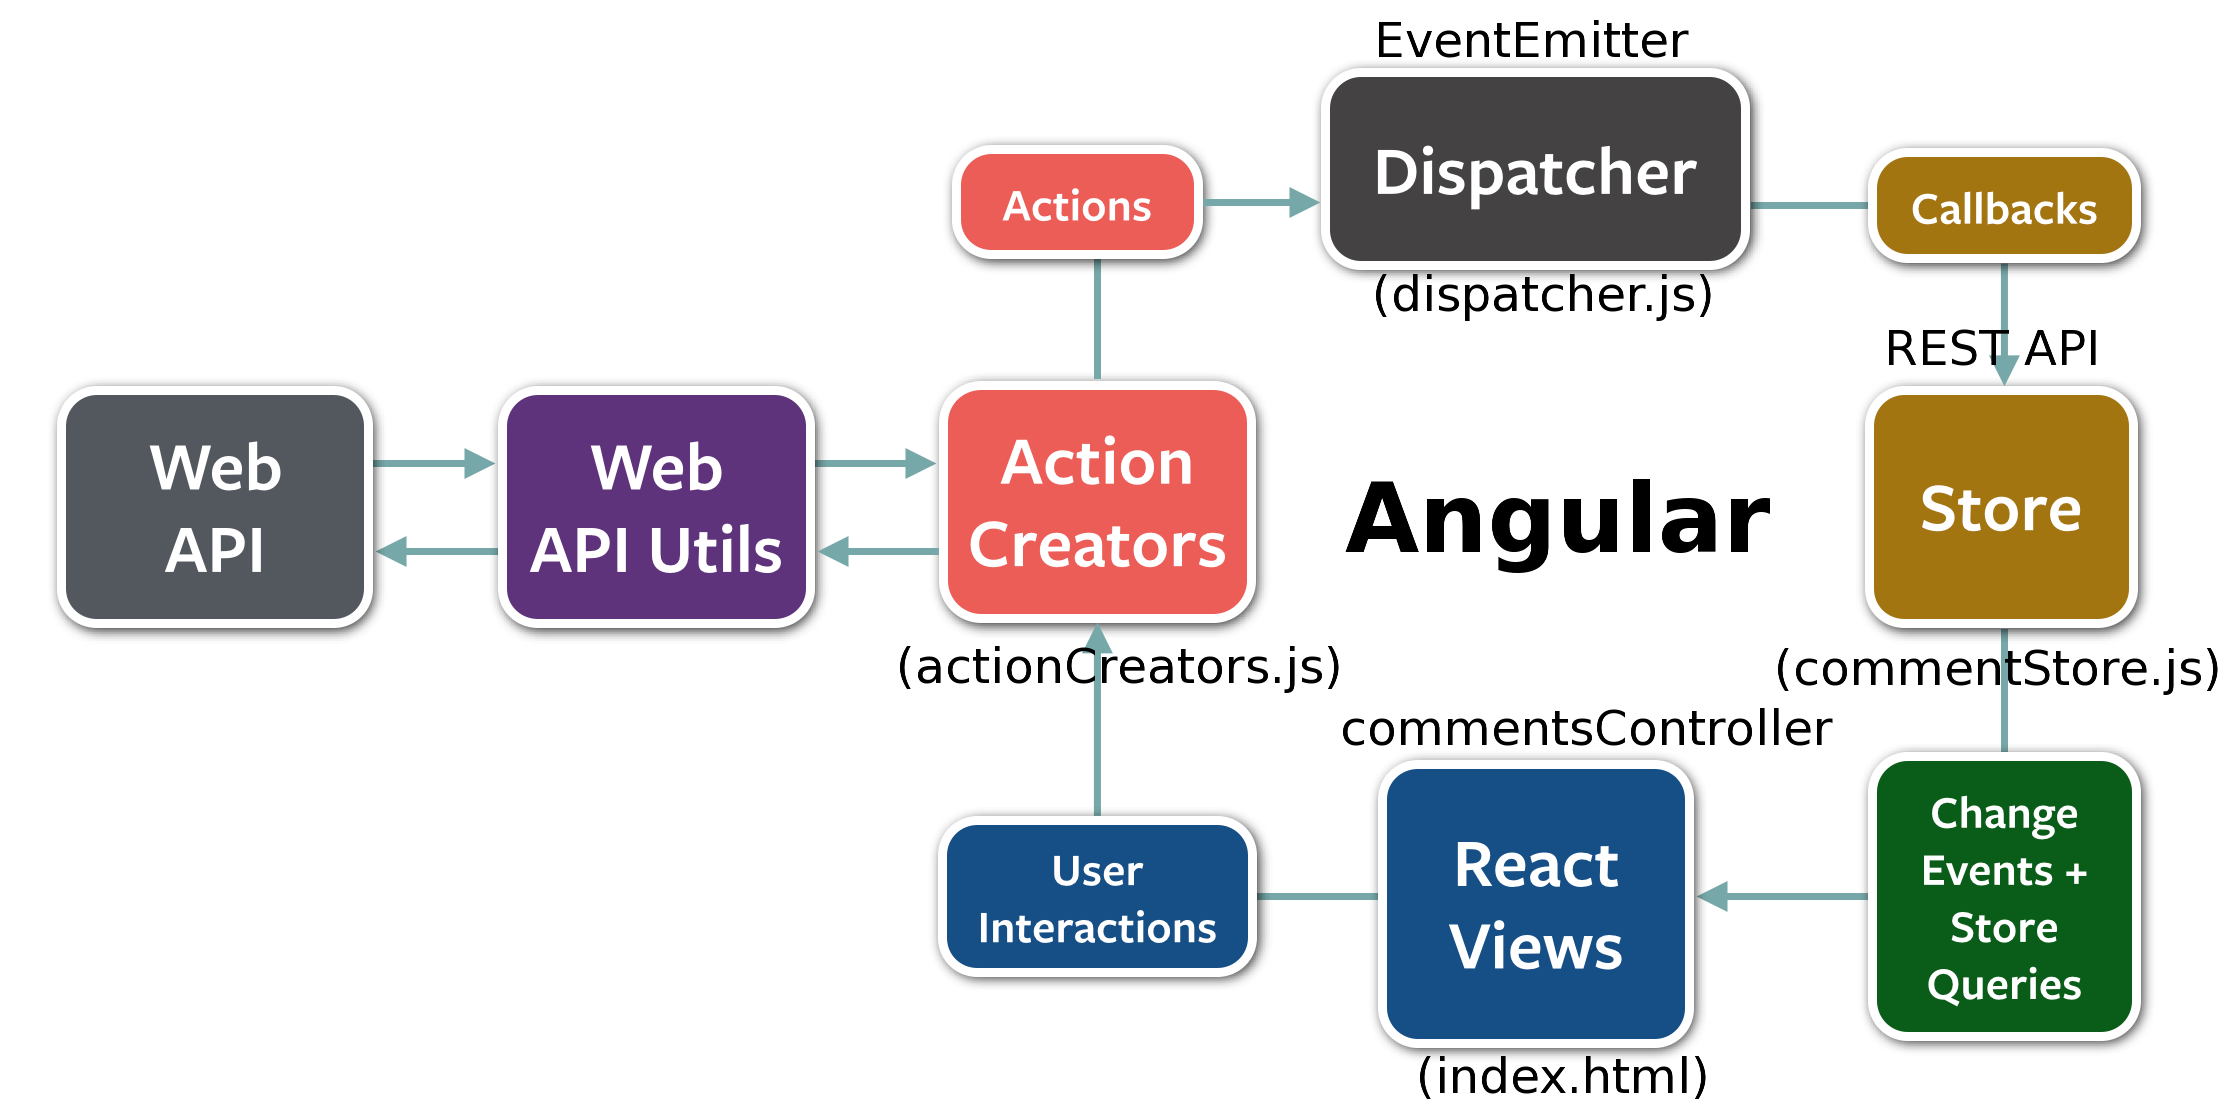 EventEmitter
Dispatcher
(dispatcher.js)
Actions
Callbacks
REST API
Web
API
Web
API Utils
Action
Creators
(actionCreators.js)
Angular
Store
(commentStore.js)
commentsController
React
Views
(index.html)
User
Interactions
Change
Events +
Store
Queries